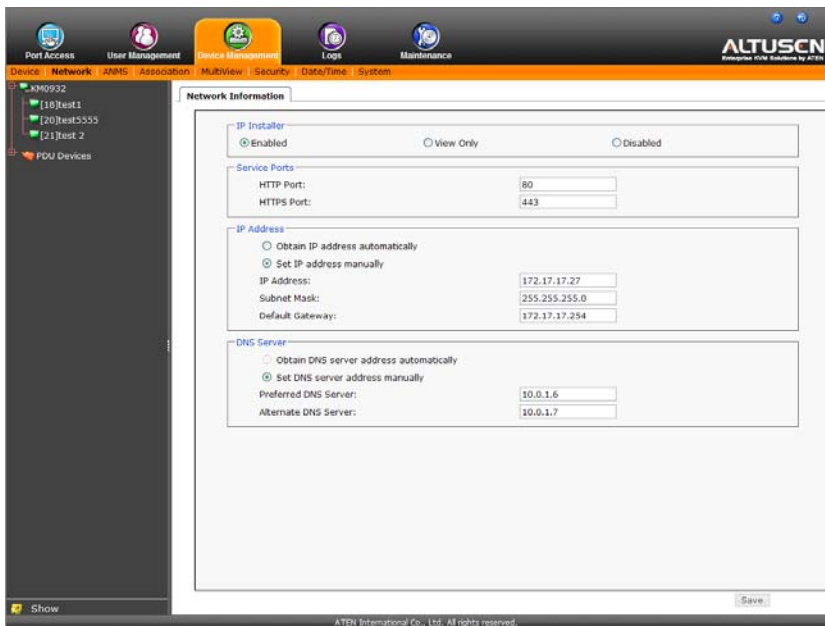 Port Access User Management Device Management Logs Maintenance
ALTUSEN
Enterprise KVM Solutions by ATEN
Device Network ANMS Association MultiView Security Date/Time System
KM0932
[18]test1
[20]test5555
[21]test 2
PDU Devices
Network Information
IP Installer
Enabled View Only Disabled
Service Ports
HTTP Port: 80
HTTPS Port: 443
IP Address
Obtain IP address automatically
Set IP address manually
IP Address: 172.17.17.27
Subnet Mask: 255.255.255.0
Default Gateway: 172.17.17.254
DNS Server
Obtain DNS server address automatically
Set DNS server address manually
Preferred DNS Server: 10.0.1.6
Alternate DNS Server: 10.0.1.7
Save
Show
ATEN International Co., Ltd. All rights reserved.